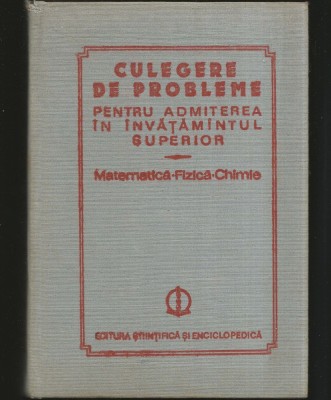 CULEGERE
DE PROBLEME
PENTRU ADMITEREA
ÎN ÎNVĂȚĂMÎNTUL
SUPERIOR
Matematică·Fizică·Chimie
EDITURA ȘTIINȚIFICĂ ȘI ENCICLOPEDICĂ